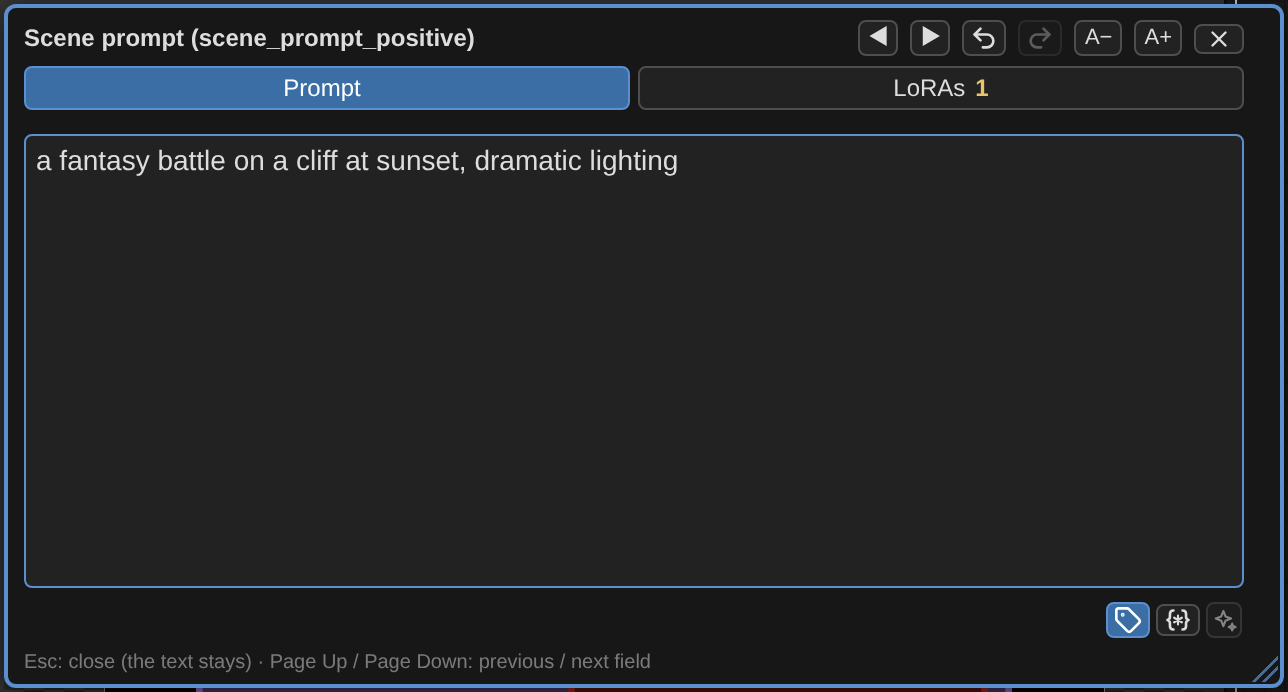 Scene prompt (scene_prompt_positive)
A− A+
Prompt
LoRAs 1
a fantasy battle on a cliff at sunset, dramatic lighting
{*}
Esc: close (the text stays) · Page Up / Page Down: previous / next field